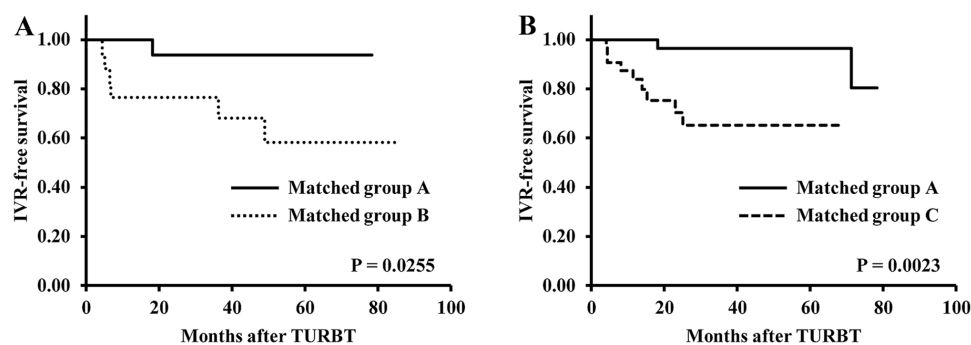 A
1.00
0.80
0.60
0.40
0.20
0.00
IVR-free survival
Matched group A
Matched group B
P = 0.0255
0 20 40 60 80 100
Months after TURBT
B
1.00
0.80
0.60
0.40
0.20
0.00
IVR-free survival
Matched group A
Matched group C
P = 0.0023
0 20 40 60 80 100
Months after TURBT